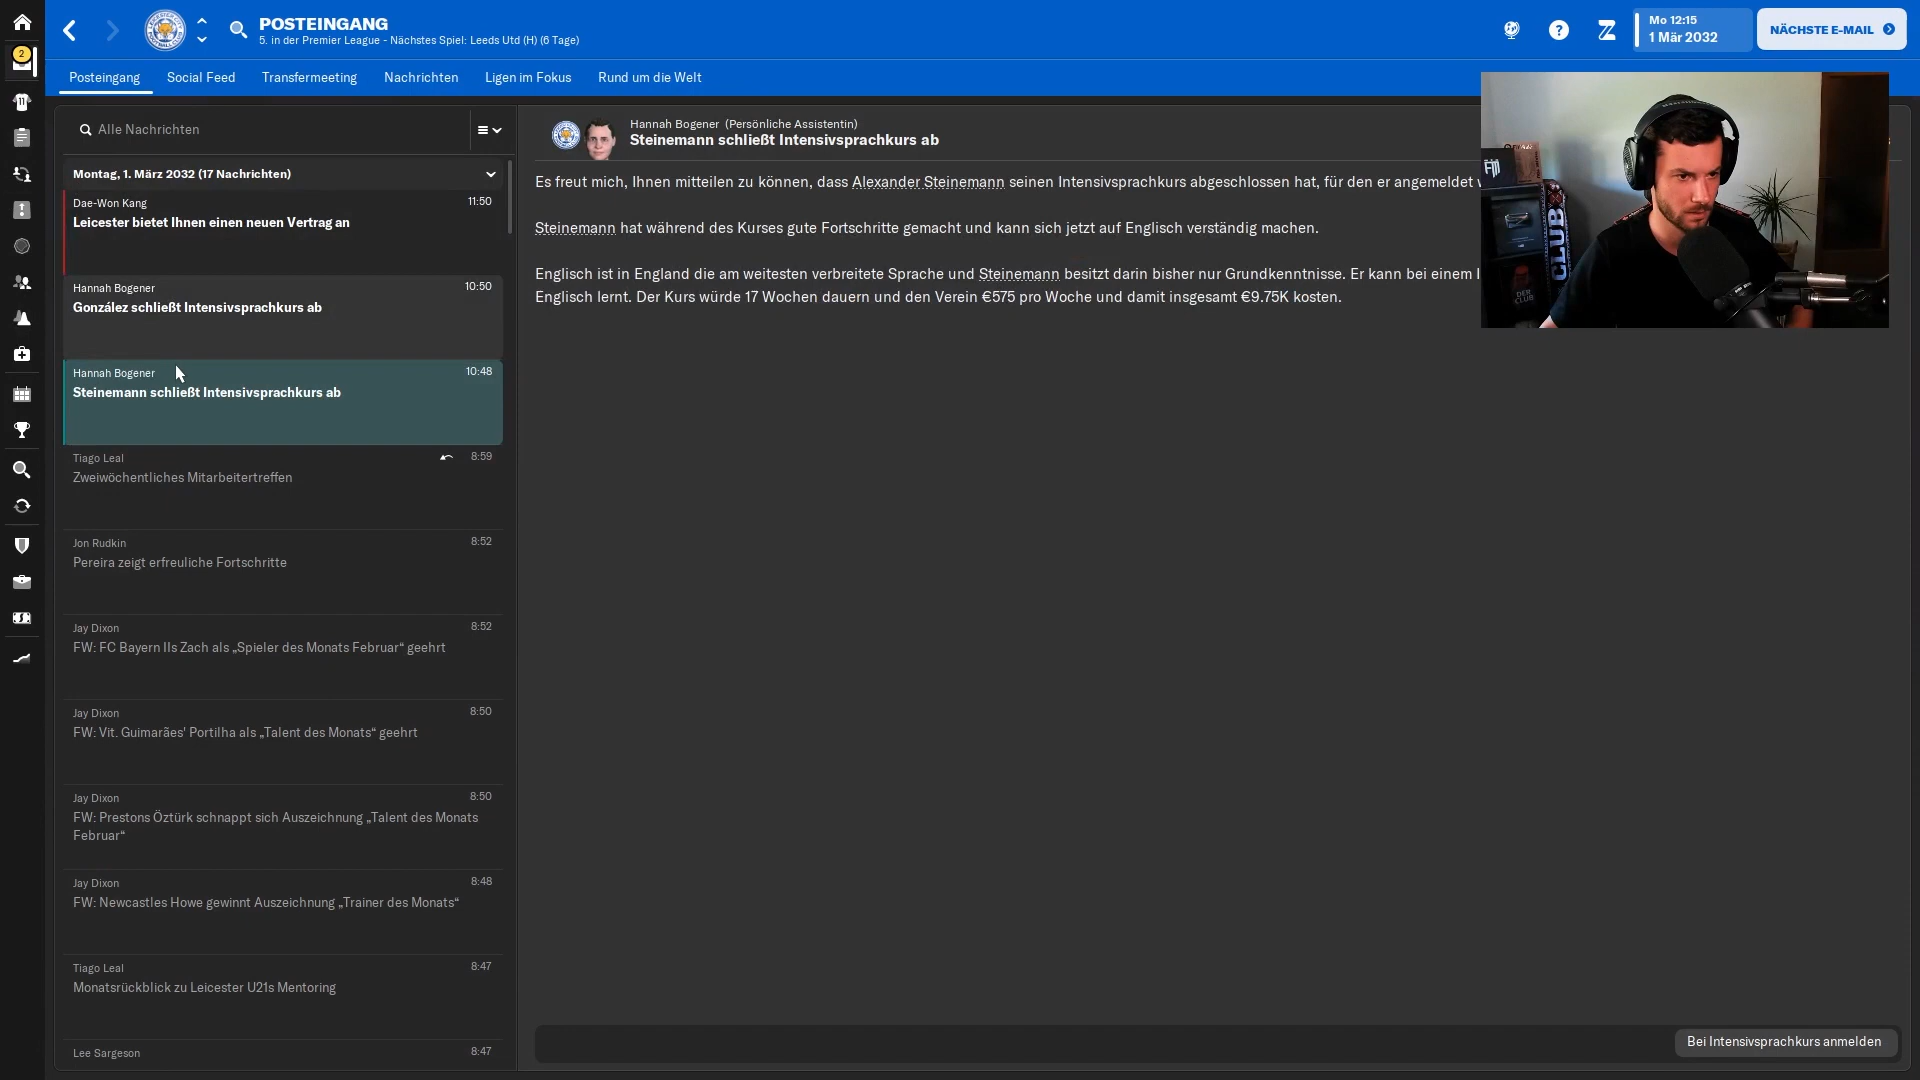 2
POSTEINGANG
5. in der Premier League - Nächstes Spiel: Leeds Utd (H) (6 Tage)
Mo 12:15
1 Mär 2032
NÄCHSTE E-MAIL
Posteingang
Social Feed
Transfermeeting
Nachrichten
Ligen im Fokus
Rund um die Welt
Alle Nachrichten
Montag, 1. März 2032 (17 Nachrichten)
Dae-Won Kang
11:50
Leicester bietet Ihnen einen neuen Vertrag an
Hannah Bogener
10:50
González schließt Intensivsprachkurs ab
Hannah Bogener
10:48
Steinemann schließt Intensivsprachkurs ab
Tiago Leal
8:59
Zweiwöchentliches Mitarbeitertreffen
Jon Rudkin
8:52
Pereira zeigt erfreuliche Fortschritte
Jay Dixon
8:52
FW: FC Bayern IIs Zach als „Spieler des Monats Februar“ geehrt
Jay Dixon
8:50
FW: Vit. Guimarães' Portilha als „Talent des Monats“ geehrt
Jay Dixon
8:50
FW: Prestons Öztürk schnappt sich Auszeichnung „Talent des Monats
Februar“
Jay Dixon
8:48
FW: Newcastles Howe gewinnt Auszeichnung „Trainer des Monats“
Tiago Leal
8:47
Monatsrückblick zu Leicester U21s Mentoring
Lee Sargeson
8:47
Hannah Bogener (Persönliche Assistentin)
Steinemann schließt Intensivsprachkurs ab
Es freut mich, Ihnen mitteilen zu können, dass Alexander Steinemann seinen Intensivsprachkurs abgeschlossen hat, für den er angemeldet
Steinemann hat während des Kurses gute Fortschritte gemacht und kann sich jetzt auf Englisch verständig machen.
Englisch ist in England die am weitesten verbreitete Sprache und Steinemann besitzt darin bisher nur Grundkenntnisse. Er kann bei einem
Englisch lernt. Der Kurs würde 17 Wochen dauern und den Verein €575 pro Woche und damit insgesamt €9.75K kosten.
CLUB
DER
CLUB
Bei Intensivsprachkurs anmelden